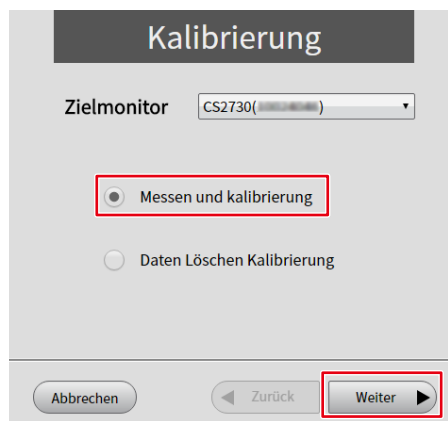 Kalibrierung
Zielmonitor CS2730( )
Messen und kalibrierung
Daten Löschen Kalibrierung
Abbrechen Zurück Weiter